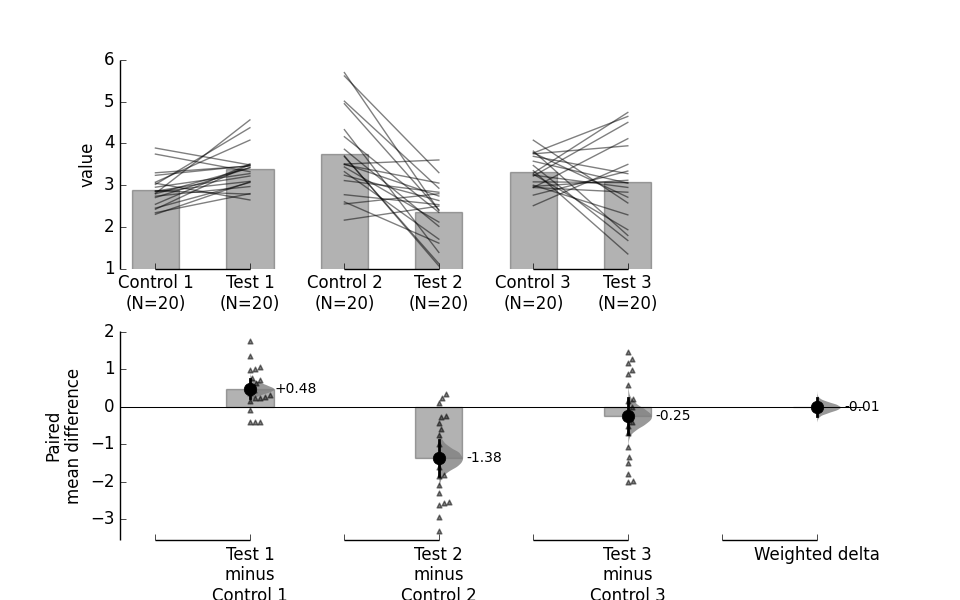 6
5
4
3
2
1
value
Control 1 Test 1 Control 2 Test 2 Control 3 Test 3
(N=20) (N=20) (N=20) (N=20) (N=20) (N=20)
2
1
0
−1
−2
−3
Paired
mean difference
+0.48
-1.38
-0.25
-0.01
Test 1 Test 2 Test 3 Weighted delta
minus minus minus
Control 1 Control 2 Control 3